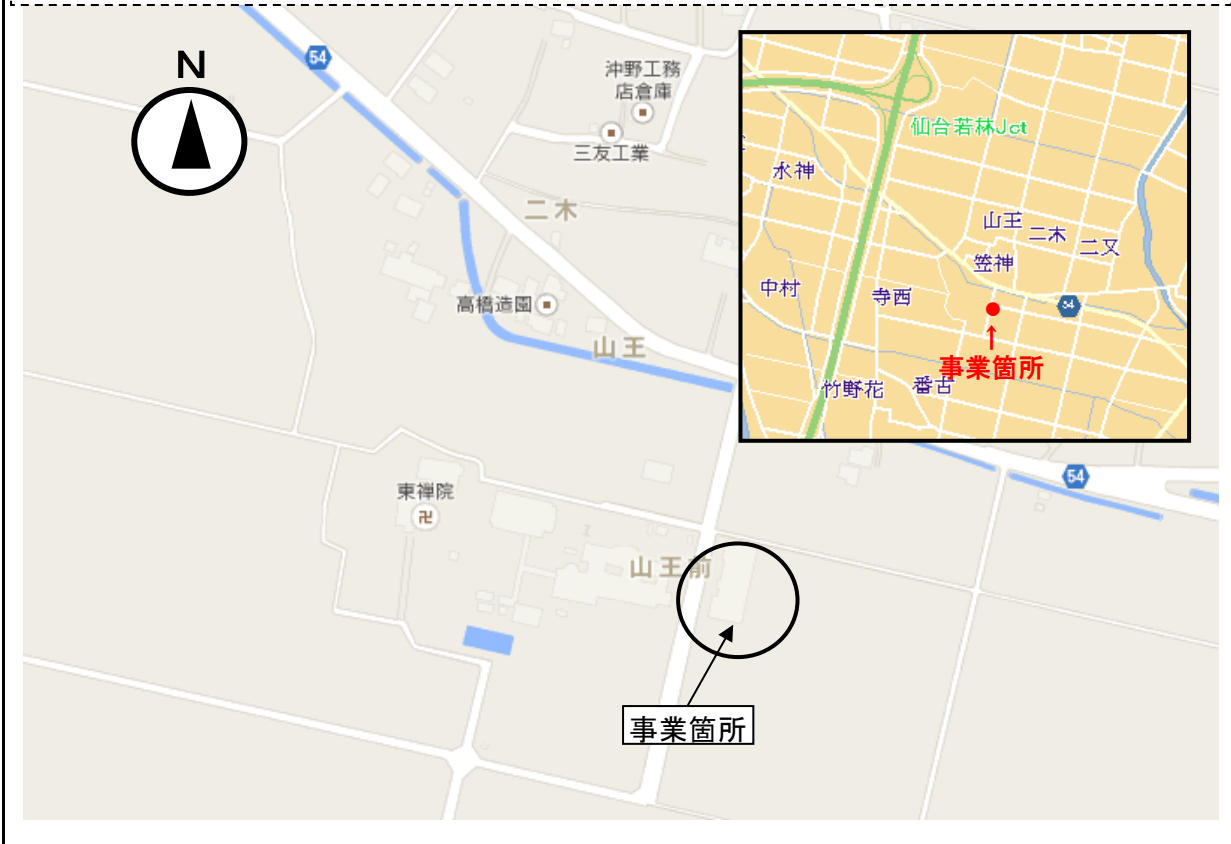 N
54
沖野工務
店倉庫
三友工業
二木
高橋造園
山王
東禅院
卍
山王前
54
事業箇所
仙台若林Jct
水神
山王
二木
二又
笠神
中村
寺西
54
事業箇所
竹野花
番古